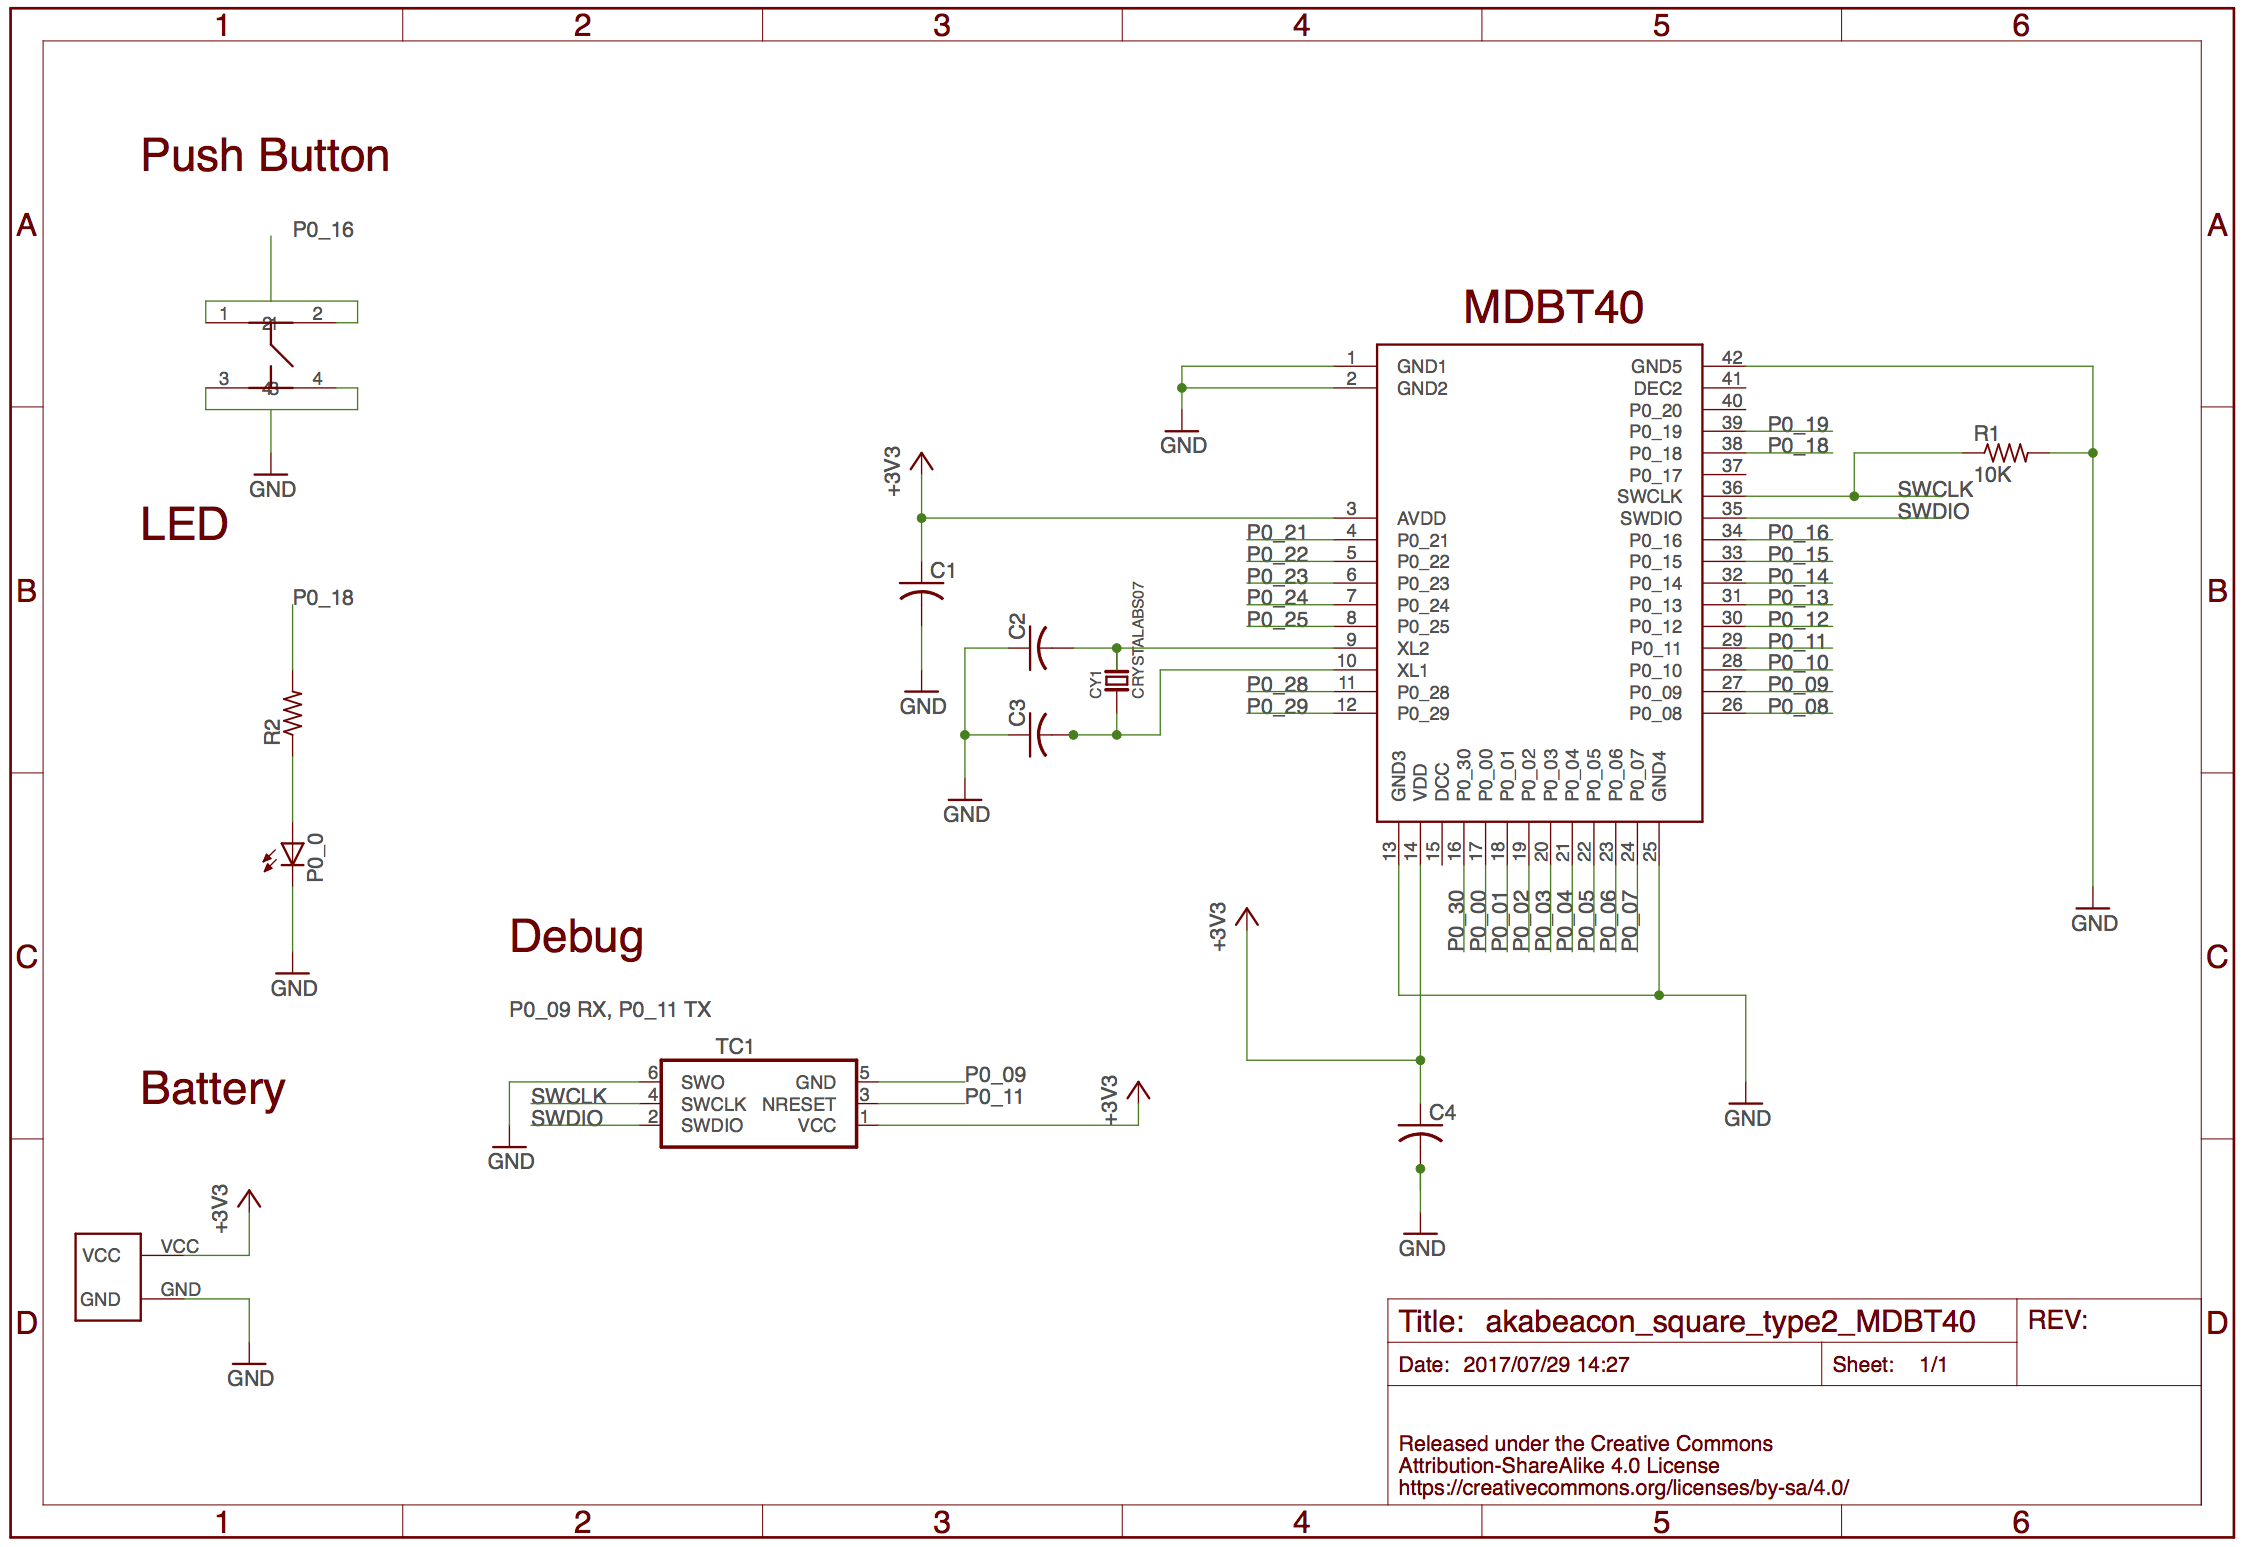 1 2 3 4 5 6
A A
Push Button
P0_16
1 2
21
3 4
43
GND
LED
P0_18
R2
P0_0
GND
B B
MDBT40
1 GND1
2 GND2
GND
3 AVDD
P0_21 4 P0_21
P0_22 5 P0_22
P0_23 6 P0_23
P0_24 7 P0_24
P0_25 8 P0_25
9 XL2
10 XL1
P0_28 11 P0_28
P0_29 12 P0_29
GND5 42
DEC2 41
P0_20 40
P0_19 39 P0_19
P0_18 38 P0_18
P0_17 37
SWCLK 36 SWCLK
SWDIO 35 SWDIO
P0_16 34 P0_16
P0_15 33 P0_15
P0_14 32 P0_14
P0_13 31 P0_13
P0_12 30 P0_12
P0_11 29 P0_11
P0_10 28 P0_10
P0_09 27 P0_09
P0_08 26 P0_08
R1
10K
GND
+3V3
C1
GND
C2
C3
CY1
CRYSTALABS07
GND
GND3 VDD DCC P0_30 P0_00 P0_01 P0_02 P0_03 P0_04 P0_05 P0_06 P0_07 GND4
13 14 15 16 17 18 19 20 21 22 23 24 25
P0_30 P0_00 P0_01 P0_02 P0_03 P0_04 P0_05 P0_06 P0_07
+3V3
C4
GND
GND
C C
Debug
P0_09 RX, P0_11 TX
TC1
6 SWO GND 5 P0_09
SWCLK 4 SWCLK NRESET 3 P0_11
SWDIO 2 SWDIO VCC 1
+3V3
GND
Battery
+3V3
VCC VCC
GND GND
GND
D D
Title: akabeacon_square_type2_MDBT40
REV:
Date: 2017/07/29 14:27
Sheet: 1/1
Released under the Creative Commons
Attribution-ShareAlike 4.0 License
https://creativecommons.org/licenses/by-sa/4.0/
1 2 3 4 5 6